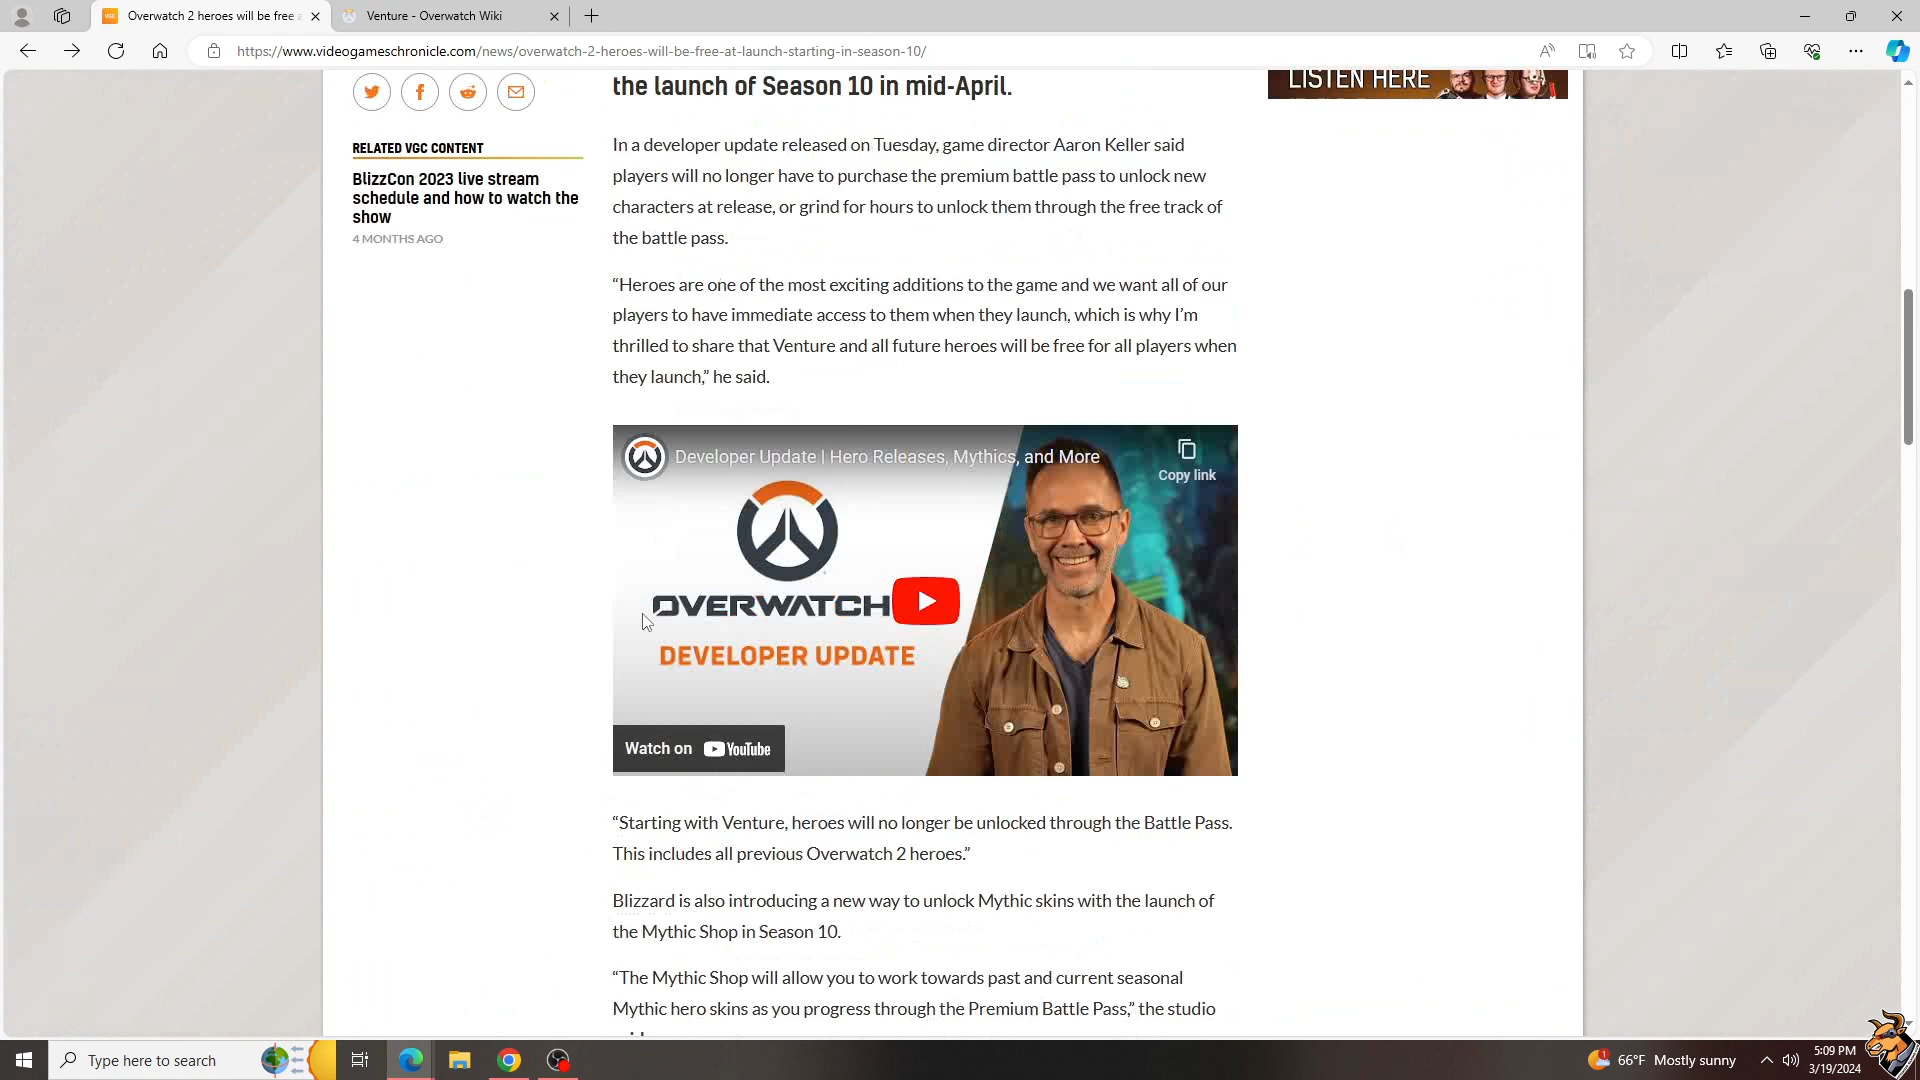 Overwatch 2 heroes will be free a
Venture - Overwatch Wiki
https://www.videogameschronicle.com/news/overwatch-2-heroes-will-be-free-at-launch-starting-in-season-10/
the launch of Season 10 in mid-April.
LISTEN HERE
RELATED VGC CONTENT
BlizzCon 2023 live stream
schedule and how to watch the
show
4 MONTHS AGO
In a developer update released on Tuesday, game director Aaron Keller said
players will no longer have to purchase the premium battle pass to unlock new
characters at release, or grind for hours to unlock them through the free track of
the battle pass.
“Heroes are one of the most exciting additions to the game and we want all of our
players to have immediate access to them when they launch, which is why I’m
thrilled to share that Venture and all future heroes will be free for all players when
they launch,” he said.
Developer Update | Hero Releases, Mythics, and More
Copy link
OVERWATCH
DEVELOPER UPDATE
Watch on YouTube
“Starting with Venture, heroes will no longer be unlocked through the Battle Pass.
This includes all previous Overwatch 2 heroes.”
Blizzard is also introducing a new way to unlock Mythic skins with the launch of
the Mythic Shop in Season 10.
“The Mythic Shop will allow you to work towards past and current seasonal
Mythic hero skins as you progress through the Premium Battle Pass,” the studio
Type here to search
1
66°F Mostly sunny
5:09 PM
3/19/2024